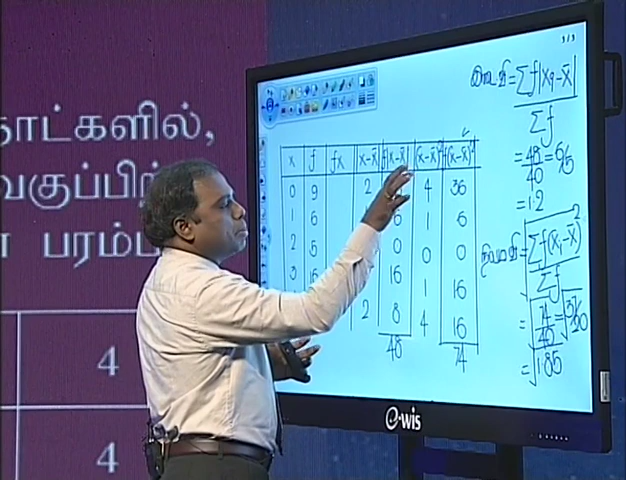 நாட்களில்,
வகுப்பின்
பரம்ப
4
4
3/3
= Σf|xᵢ-x̄|
Σf
= 48/40 = 6/5
= 1.2
x f fx x-x̄ f|x-x̄| (x-x̄)² f(x-x̄)²
0 9 2 4 36
1 6 6 1 6
2 5 0 0 0
3 16 16 1 16
2 8 4 16
48 74
Σf(xᵢ-x̄)²
Σf
= √74/40 = √37/20
= √1.85
e-wis